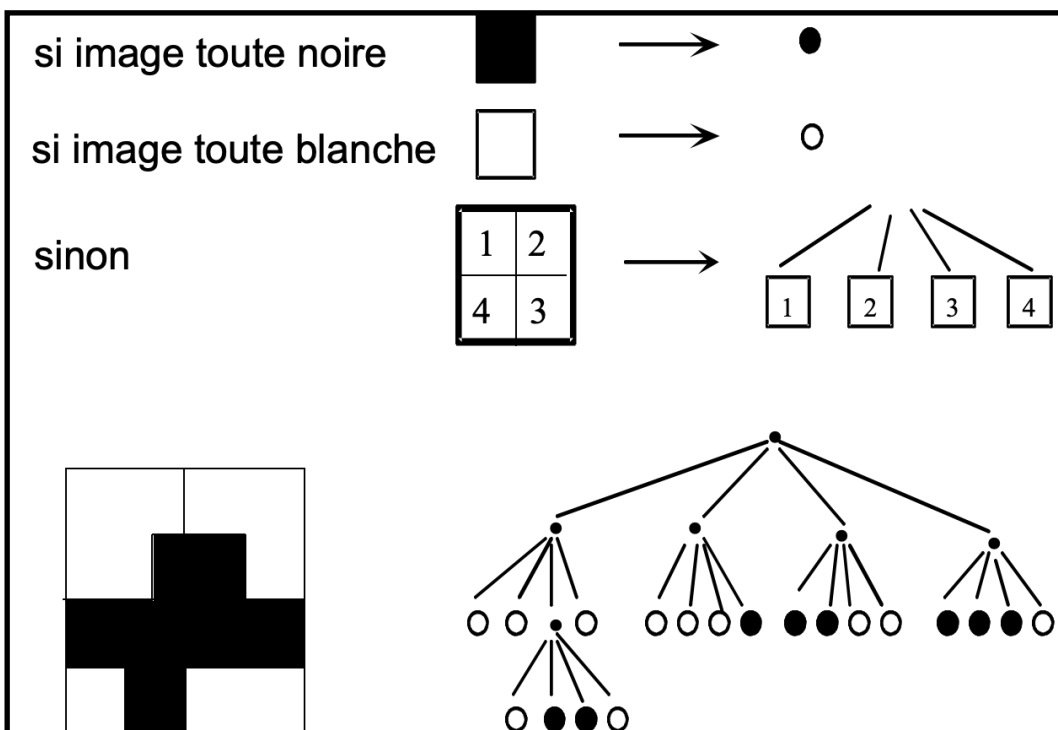 si image toute noire
si image toute blanche
sinon
1 2
4 3
1 2 3 4